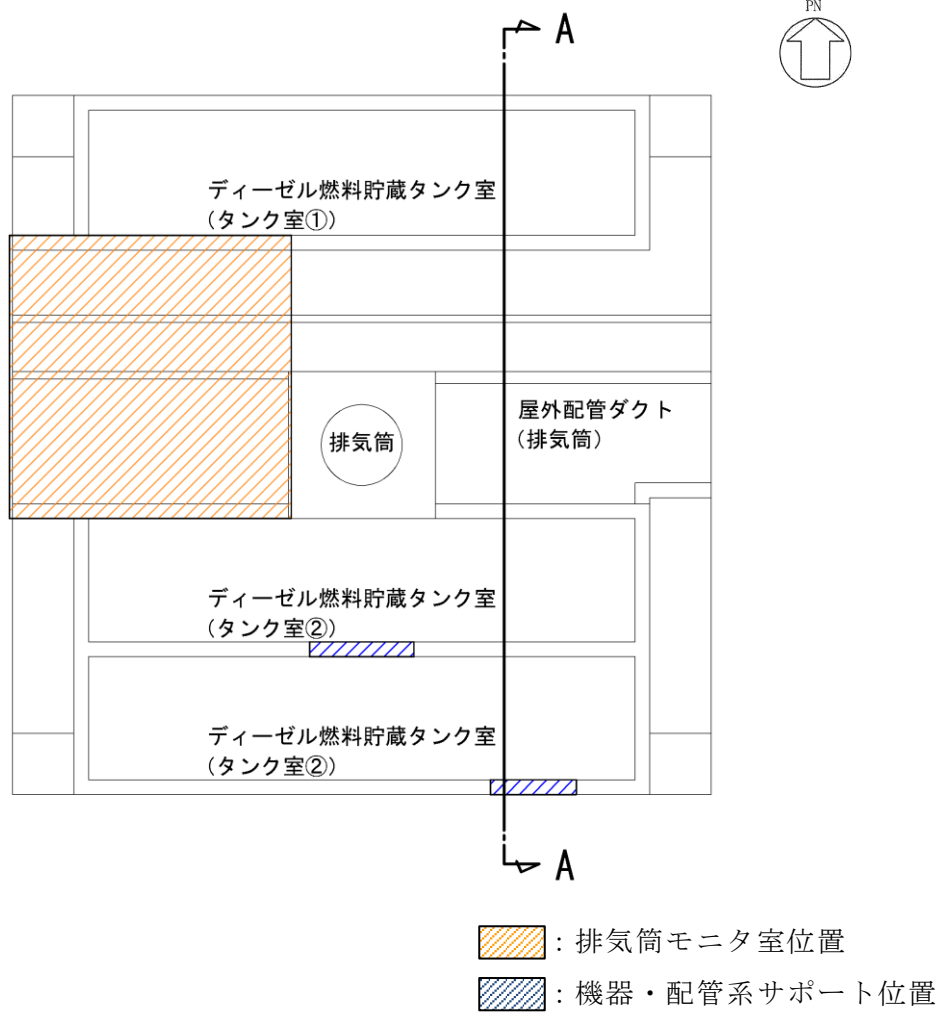 PN
A
ディーゼル燃料貯蔵タンク室
(タンク室①)
屋外配管ダクト
(排気筒)
排気筒
ディーゼル燃料貯蔵タンク室
(タンク室②)
ディーゼル燃料貯蔵タンク室
(タンク室②)
A
：排気筒モニタ室位置
：機器・配管系サポート位置